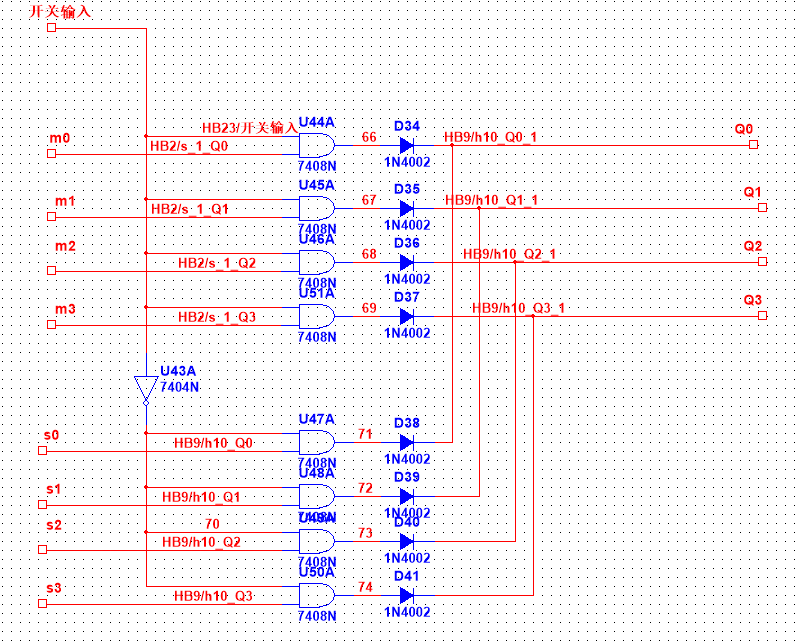 开关输入
HB23/开关输入 U44A
66 D34 HB9/h10_Q0_1 Q0
m0 HB2/s_1_Q0
7408N 1N4002
U45A
m1 HB2/s_1_Q1 67 D35 HB9/h10_Q1_1 Q1
7408N 1N4002
U46A
m2 HB2/s_1_Q2 68 D36 HB9/h10_Q2_1 Q2
7408N 1N4002
U51A
m3 HB2/s_1_Q3 69 D37 HB9/h10_Q3_1 Q3
7408N 1N4002
U43A
7404N
U47A
s0 HB9/h10_Q0 71 D38
7408N 1N4002
U48A
s1 HB9/h10_Q1 72 D39
7408N 1N4002
U49A
s2 70 HB9/h10_Q2 73 D40
7408N 1N4002
U50A
s3 HB9/h10_Q3 74 D41
7408N 1N4002